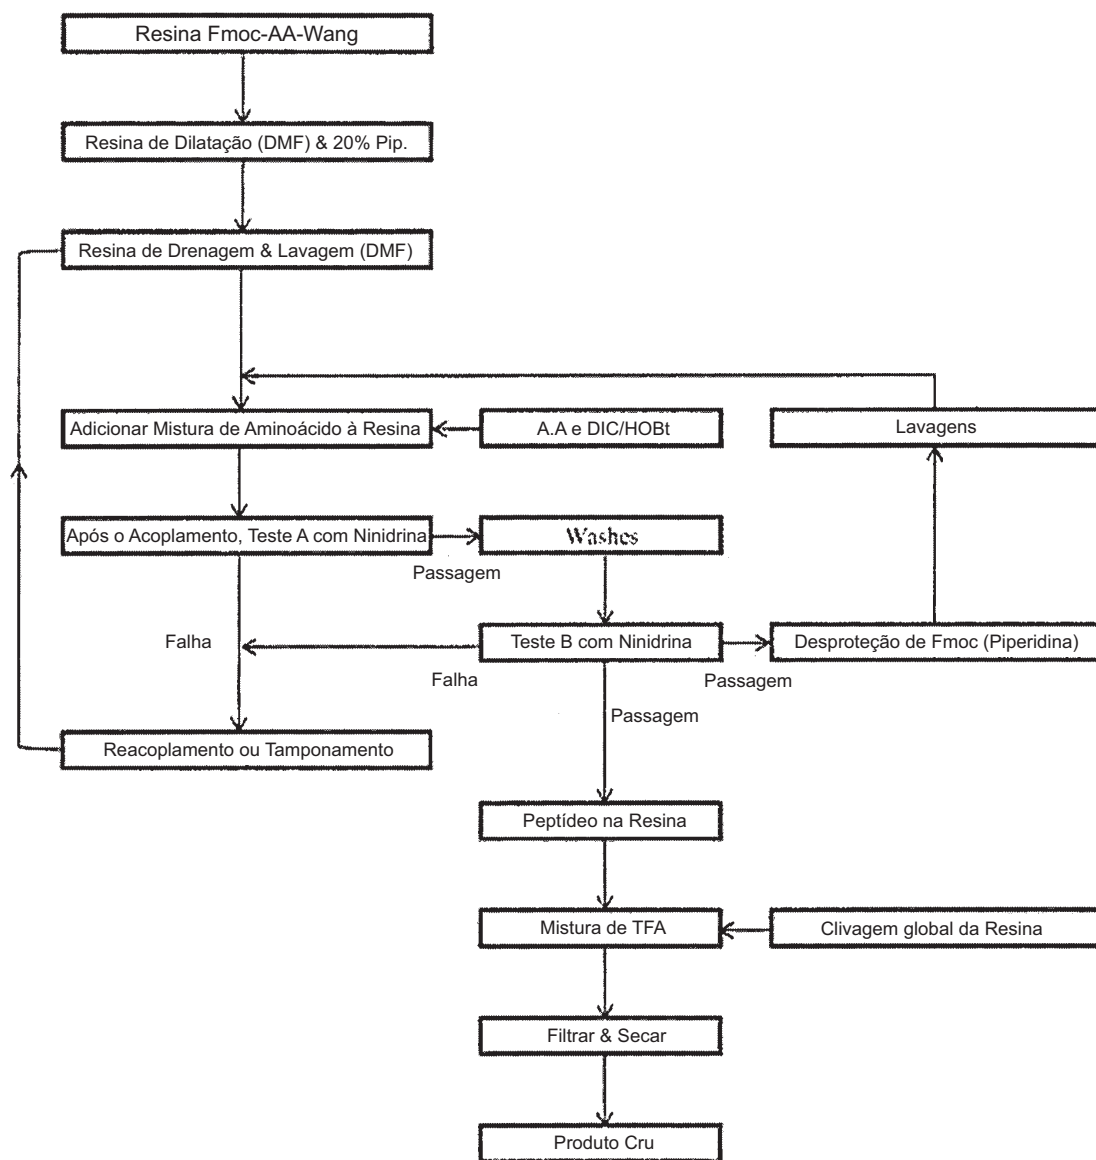 Resina Fmoc-AA-Wang
Resina de Dilatação (DMF) & 20% Pip.
Resina de Drenagem & Lavagem (DMF)
Adicionar Mistura de Aminoácido à Resina
A.A e DIC/HOBt
Lavagens
Após o Acoplamento, Teste A com Ninidrina
Washes
Passagem
Falha
Teste B com Ninidrina
Desproteção de Fmoc (Piperidina)
Falha
Passagem
Passagem
Reacoplamento ou Tamponamento
Peptídeo na Resina
Mistura de TFA
Clivagem global da Resina
Filtrar & Secar
Produto Cru